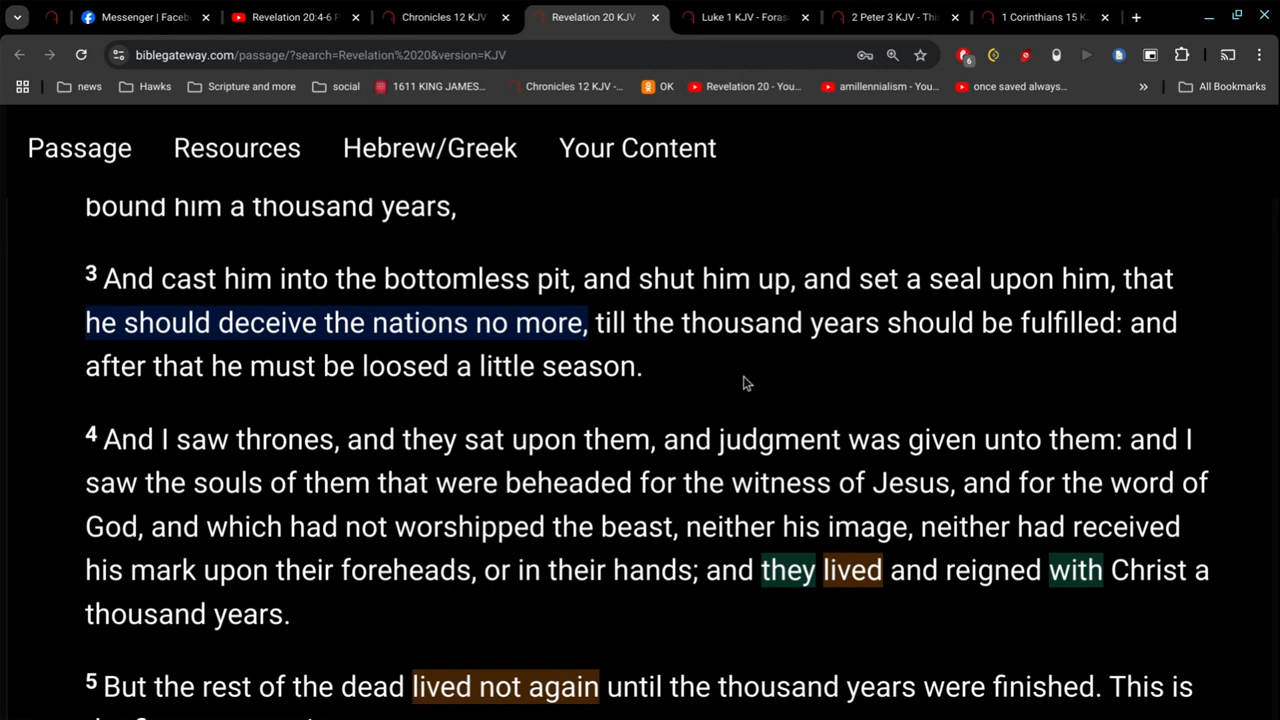 Messenger | Faceb
Revelation 20:4-6 P
Chronicles 12 KJV
Revelation 20 KJV
Luke 1 KJV - Foras
2 Peter 3 KJV - Thi
1 Corinthians 15 K
biblegateway.com/passage/?search=Revelation%2020&version=KJV
6
news
Hawks
Scripture and more
social
1611 KING JAMES...
Chronicles 12 KJV -...
OK
Revelation 20 - You...
amillennialism - You...
once saved always...
»
All Bookmarks
Passage Resources Hebrew/Greek Your Content
bound him a thousand years,
3 And cast him into the bottomless pit, and shut him up, and set a seal upon him, that
he should deceive the nations no more, till the thousand years should be fulfilled: and
after that he must be loosed a little season.
4 And I saw thrones, and they sat upon them, and judgment was given unto them: and I
saw the souls of them that were beheaded for the witness of Jesus, and for the word of
God, and which had not worshipped the beast, neither his image, neither had received
his mark upon their foreheads, or in their hands; and they lived and reigned with Christ a
thousand years.
5 But the rest of the dead lived not again until the thousand years were finished. This is